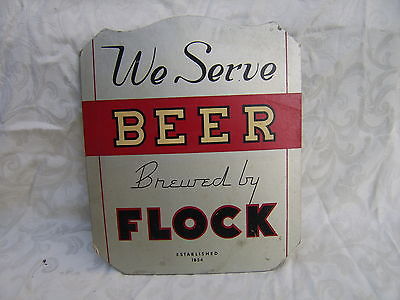 We Serve
BEER
Brewed by
FLOCK
ESTABLISHED
1854